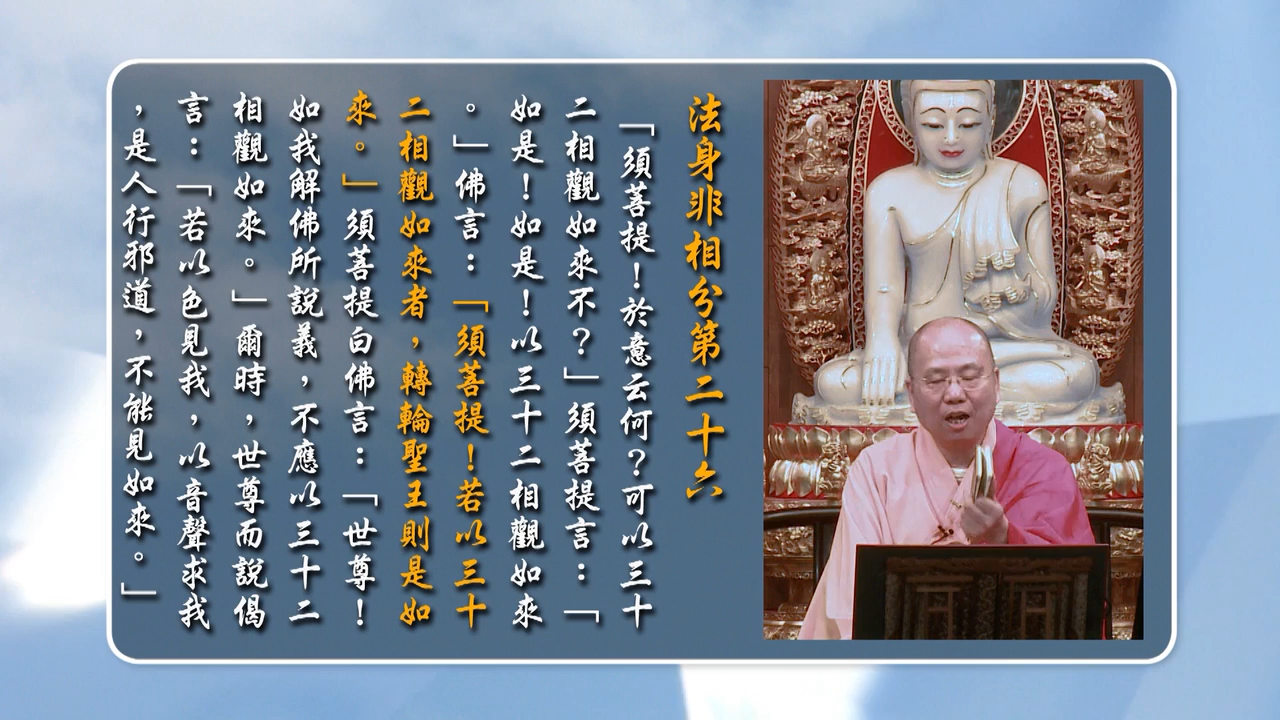 法身非相分第二十六
「須菩提！於意云何？可以三十
二相觀如來不？」須菩提言：「
如是！如是！以三十二相觀如來
。」佛言：「須菩提！若以三十
二相觀如來者，轉輪聖王則是如
來。」須菩提白佛言：「世尊！
如我解佛所說義，不應以三十二
相觀如來。」爾時，世尊而說偈
言：「若以色見我，以音聲求我
，是人行邪道，不能見如來。」